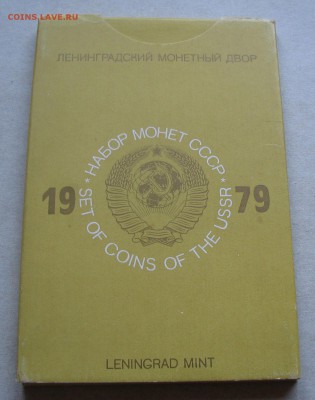 COINS.LAVE.RU
ЛЕНИНГРАДСКИЙ МОНЕТНЫЙ ДВОР
* НАБОР МОНЕТ СССР *
19 79
SET OF COINS OF THE USSR
LENINGRAD MINT